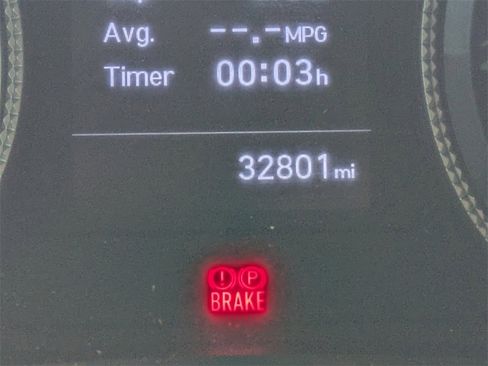 Avg. --.-MPG
Timer 00:03h
32801mi
! P
BRAKE